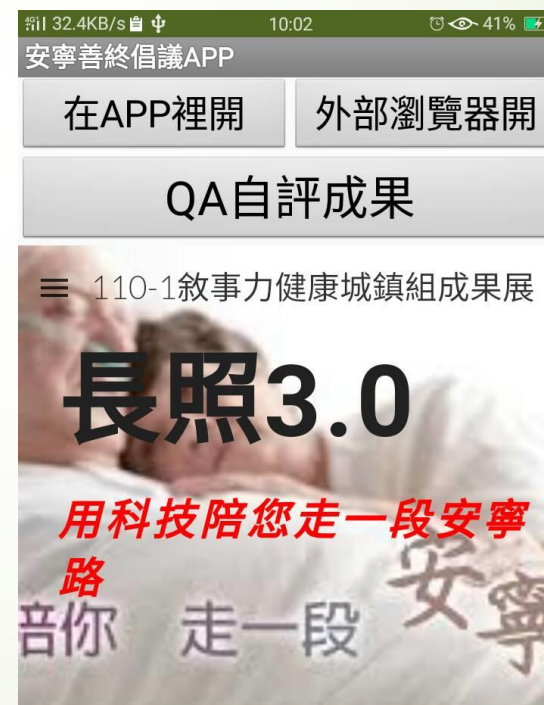 4G 32.4KB/s 10:02 41%
安寧善終倡議APP
在APP裡開 外部瀏覽器開
QA自評成果
110-1敘事力健康城鎮組成果展
長照3.0
用科技陪您走一段安寧
路
陪你 走一段 安寧